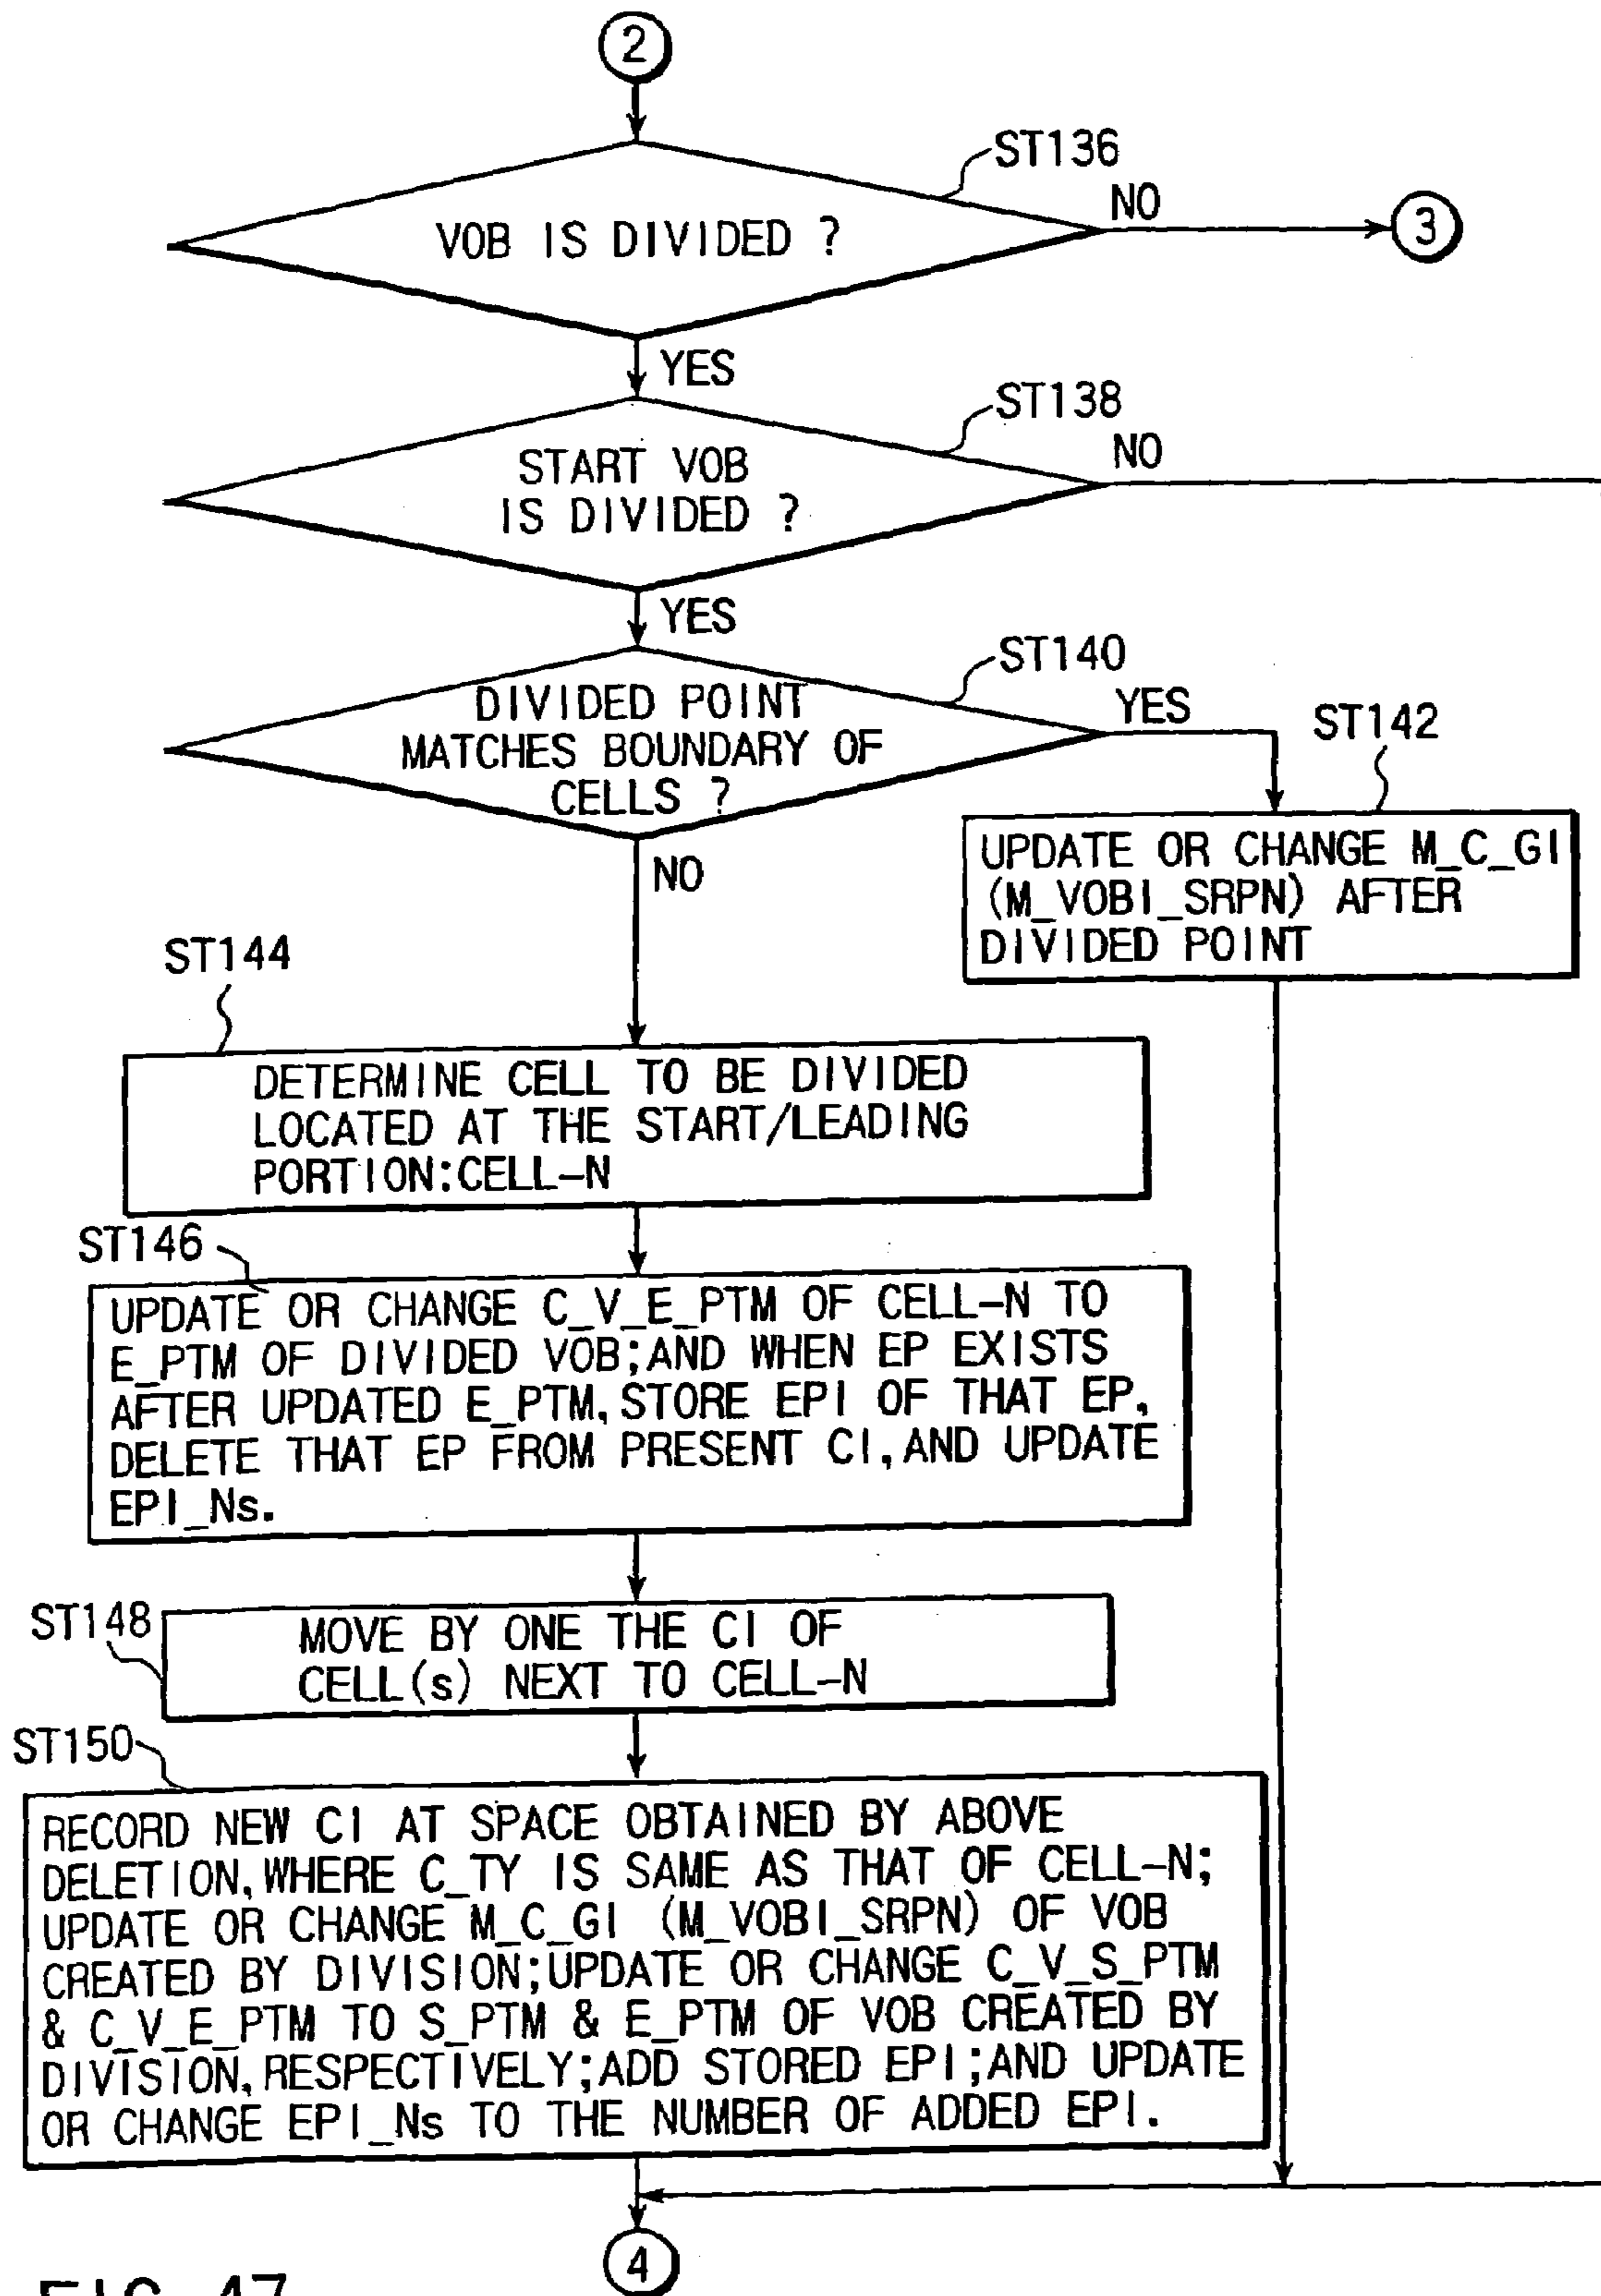 2
ST136
VOB IS DIVIDED ?
NO
3
YES
ST138
START VOB
IS DIVIDED ?
NO
YES
ST140
DIVIDED POINT
MATCHES BOUNDARY OF
CELLS ?
YES
ST142
NO
UPDATE OR CHANGE M_C_GI
(M_VOBI_SRPN) AFTER
DIVIDED POINT
ST144
DETERMINE CELL TO BE DIVIDED
LOCATED AT THE START/LEADING
PORTION:CELL-N
ST146
UPDATE OR CHANGE C_V_E_PTM OF CELL-N TO
E_PTM OF DIVIDED VOB;AND WHEN EP EXISTS
AFTER UPDATED E_PTM,STORE EPI OF THAT EP,
DELETE THAT EP FROM PRESENT CI,AND UPDATE
EPI_Ns.
ST148
MOVE BY ONE THE CI OF
CELL(s) NEXT TO CELL-N
ST150
RECORD NEW CI AT SPACE OBTAINED BY ABOVE
DELETION,WHERE C_TY IS SAME AS THAT OF CELL-N;
UPDATE OR CHANGE M_C_GI (M_VOBI_SRPN) OF VOB
CREATED BY DIVISION;UPDATE OR CHANGE C_V_S_PTM
& C_V_E_PTM TO S_PTM & E_PTM OF VOB CREATED BY
DIVISION,RESPECTIVELY;ADD STORED EPI;AND UPDATE
OR CHANGE EPI_Ns TO THE NUMBER OF ADDED EPI.
4
FIG. 47